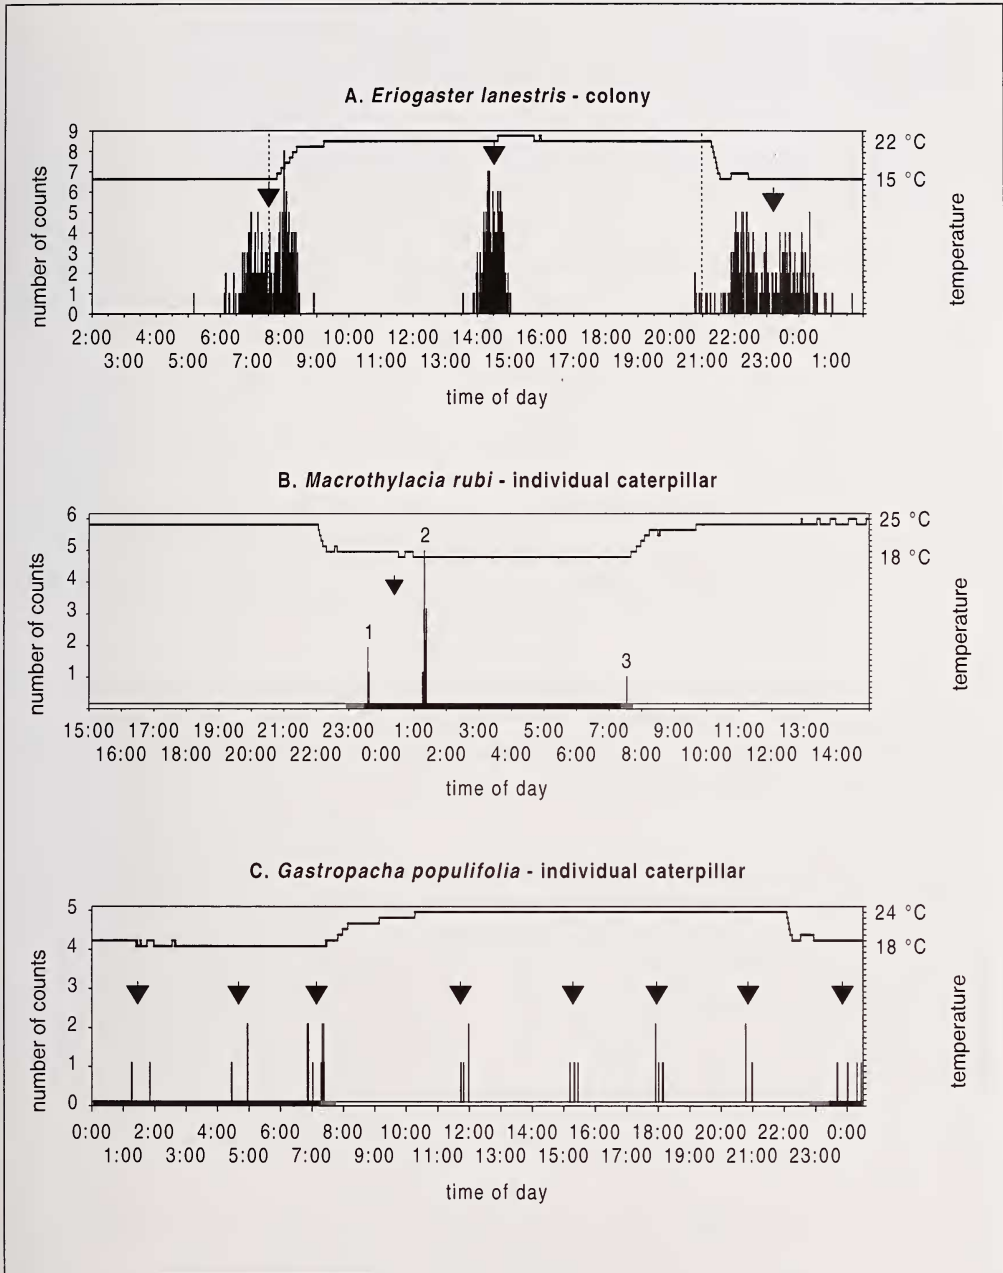 A. Eriogaster lanestris - colony
number of counts
9
8
7
6
5
4
3
2
1
0
22 °C
15 °C
temperature
2:00 4:00 6:00 8:00 10:00 12:00 14:00 16:00 18:00 20:00 22:00 0:00
3:00 5:00 7:00 9:00 11:00 13:00 15:00 17:00 19:00 21:00 23:00 1:00
time of day
B. Macrothylacia rubi - individual caterpillar
number of counts
6
5
4
3
2
1
1
2
3
25 °C
18 °C
temperature
15:00 17:00 19:00 21:00 23:00 1:00 3:00 5:00 7:00 9:00 11:00 13:00
16:00 18:00 20:00 22:00 0:00 2:00 4:00 6:00 8:00 10:00 12:00 14:00
time of day
C. Gastropacha populifolia - individual caterpillar
number of counts
5
4
3
2
1
0
24 °C
18 °C
temperature
0:00 2:00 4:00 6:00 8:00 10:00 12:00 14:00 16:00 18:00 20:00 22:00 0:00
1:00 3:00 5:00 7:00 9:00 11:00 13:00 15:00 17:00 19:00 21:00 23:00
time of day